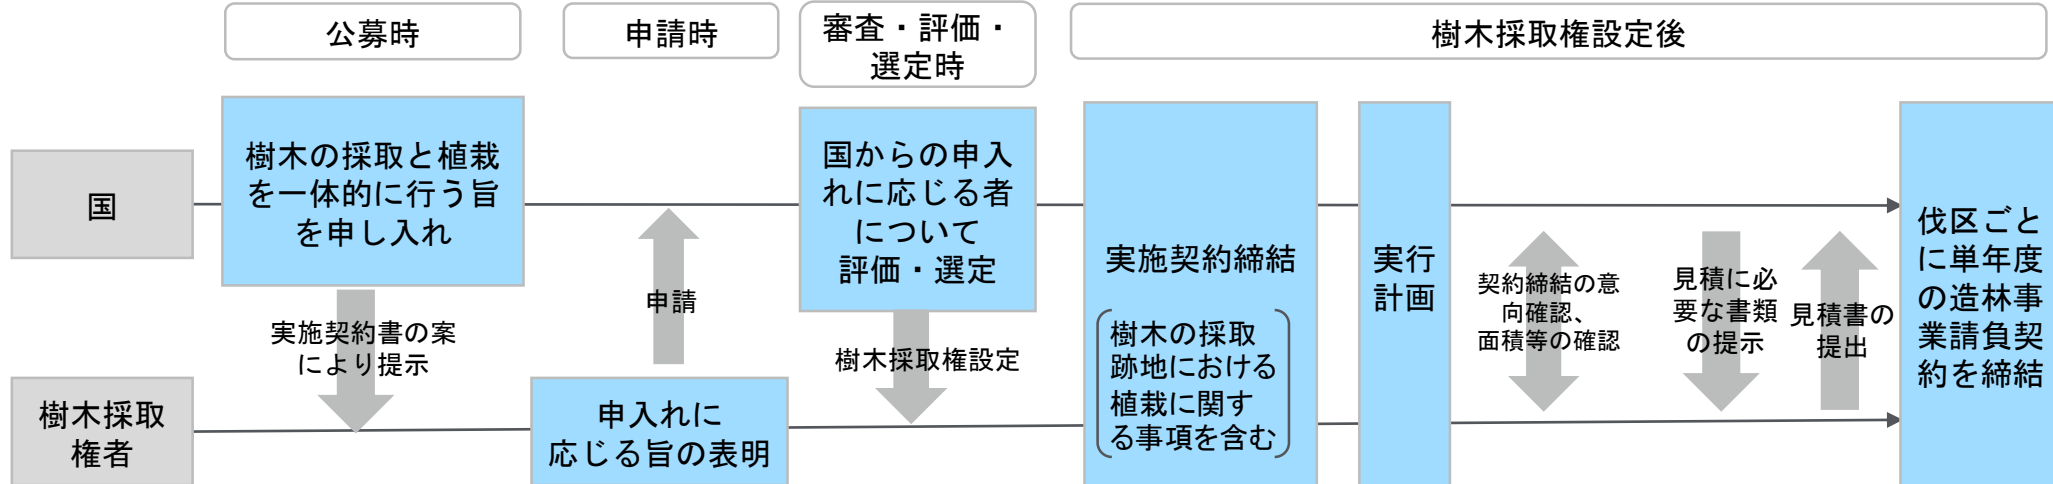 公募時
申請時
審査・評価・
選定時
樹木採取権設定後
国
樹木の採取と植栽
を一体的に行う旨
を申し入れ
国からの申入
れに応じる者
について
評価・選定
実施契約締結
樹木の採取
跡地における
植栽に関す
る事項を含む
実行
計画
伐区ごと
に単年度
の造林事
業請負契
約を締結
実施契約書の案
により提示
申請
樹木採取権設定
契約締結の意
向確認、
面積等の確認
見積に必
要な書類
の提示
見積書の
提出
樹木採取
権者
申入れに
応じる旨の表明